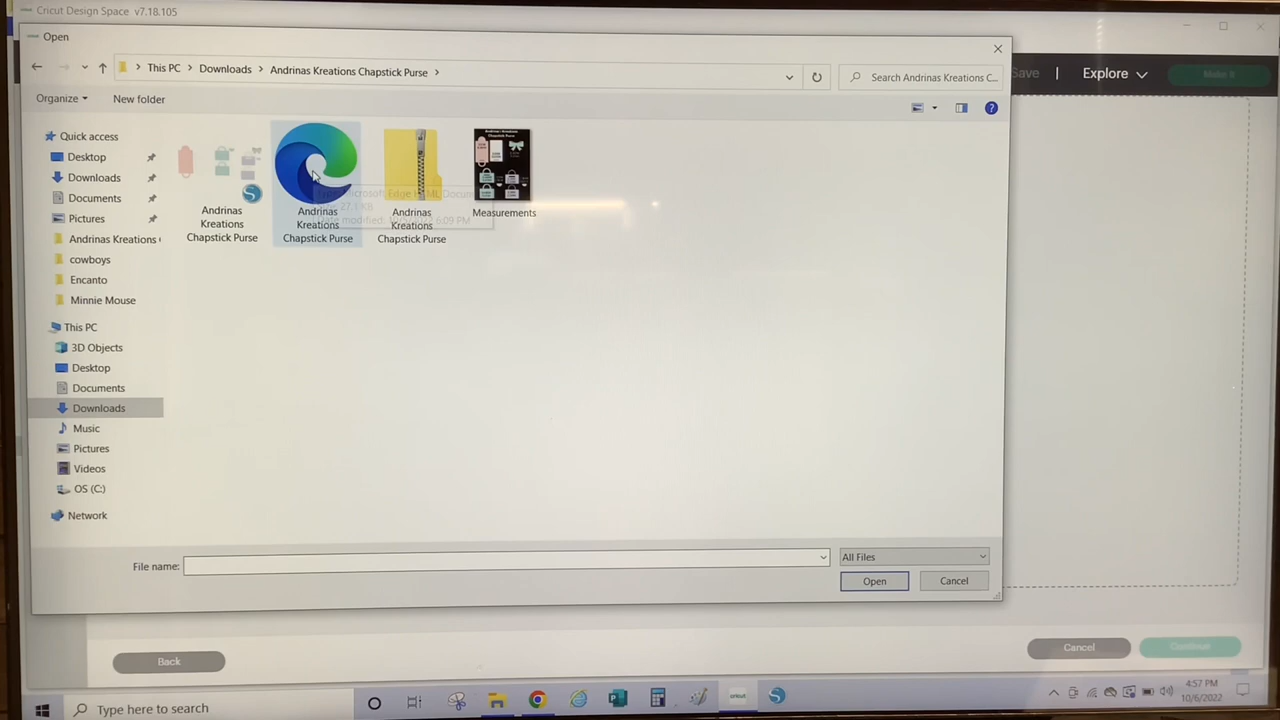 Cricut Design Space v7.18.105
Open
This PC > Downloads > Andrinas Kreations Chapstick Purse >
Search Andrinas Kreations C...
Save | Explore
Make It
Organize
New folder
Quick access
Desktop
Downloads
Documents
Pictures
Andrinas Kreations
cowboys
Encanto
Minnie Mouse
This PC
3D Objects
Desktop
Documents
Downloads
Music
Pictures
Videos
OS (C:)
Network
Andrinas
Kreations
Chapstick Purse
Andrinas
Kreations
Chapstick Purse
Andrinas
Kreations
Chapstick Purse
Measurements
File name:
All Files
Open
Cancel
Back
Cancel
Continue
Type here to search
cricut
4:57 PM
10/6/2022